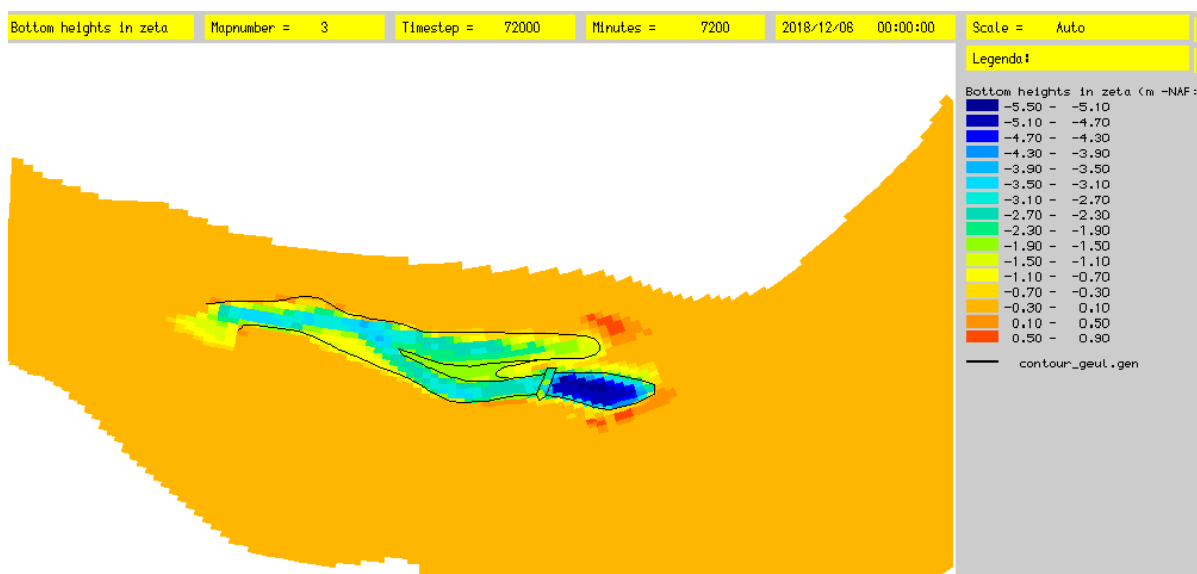 Bottom heights in zeta Mapnumber = 3 Timestep = 72000 Minutes = 7200 2018/12/06 00:00:00 Scale = Auto
Legenda:
Bottom heights in zeta (m -NAP:
-5.50 - -5.10
-5.10 - -4.70
-4.70 - -4.30
-4.30 - -3.90
-3.90 - -3.50
-3.50 - -3.10
-3.10 - -2.70
-2.70 - -2.30
-2.30 - -1.90
-1.90 - -1.50
-1.50 - -1.10
-1.10 - -0.70
-0.70 - -0.30
-0.30 - 0.10
0.10 - 0.50
0.50 - 0.90
contour_geul.gen